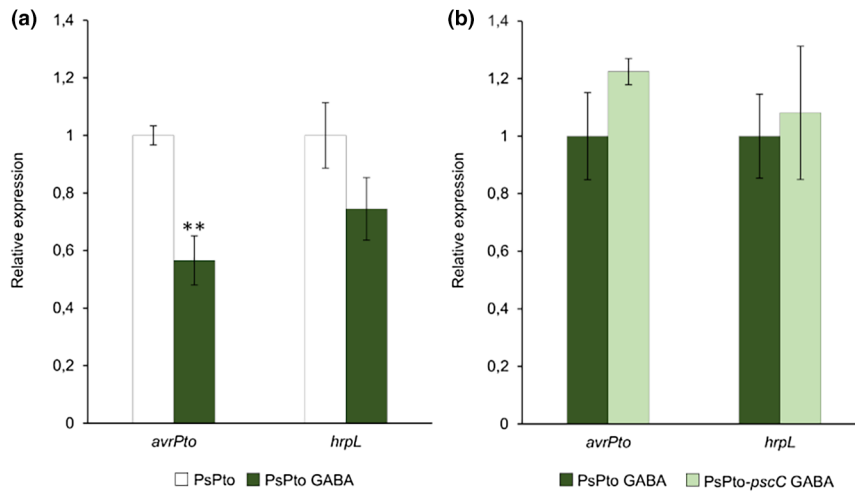 (a)
1,4
1,2
1
0,8
0,6
0,4
0,2
0
Relative expression
**
avrPto hrpL
PsPto PsPto GABA
(b)
1,4
1,2
1
0,8
0,6
0,4
0,2
0
Relative expression
avrPto hrpL
PsPto GABA PsPto-pscC GABA